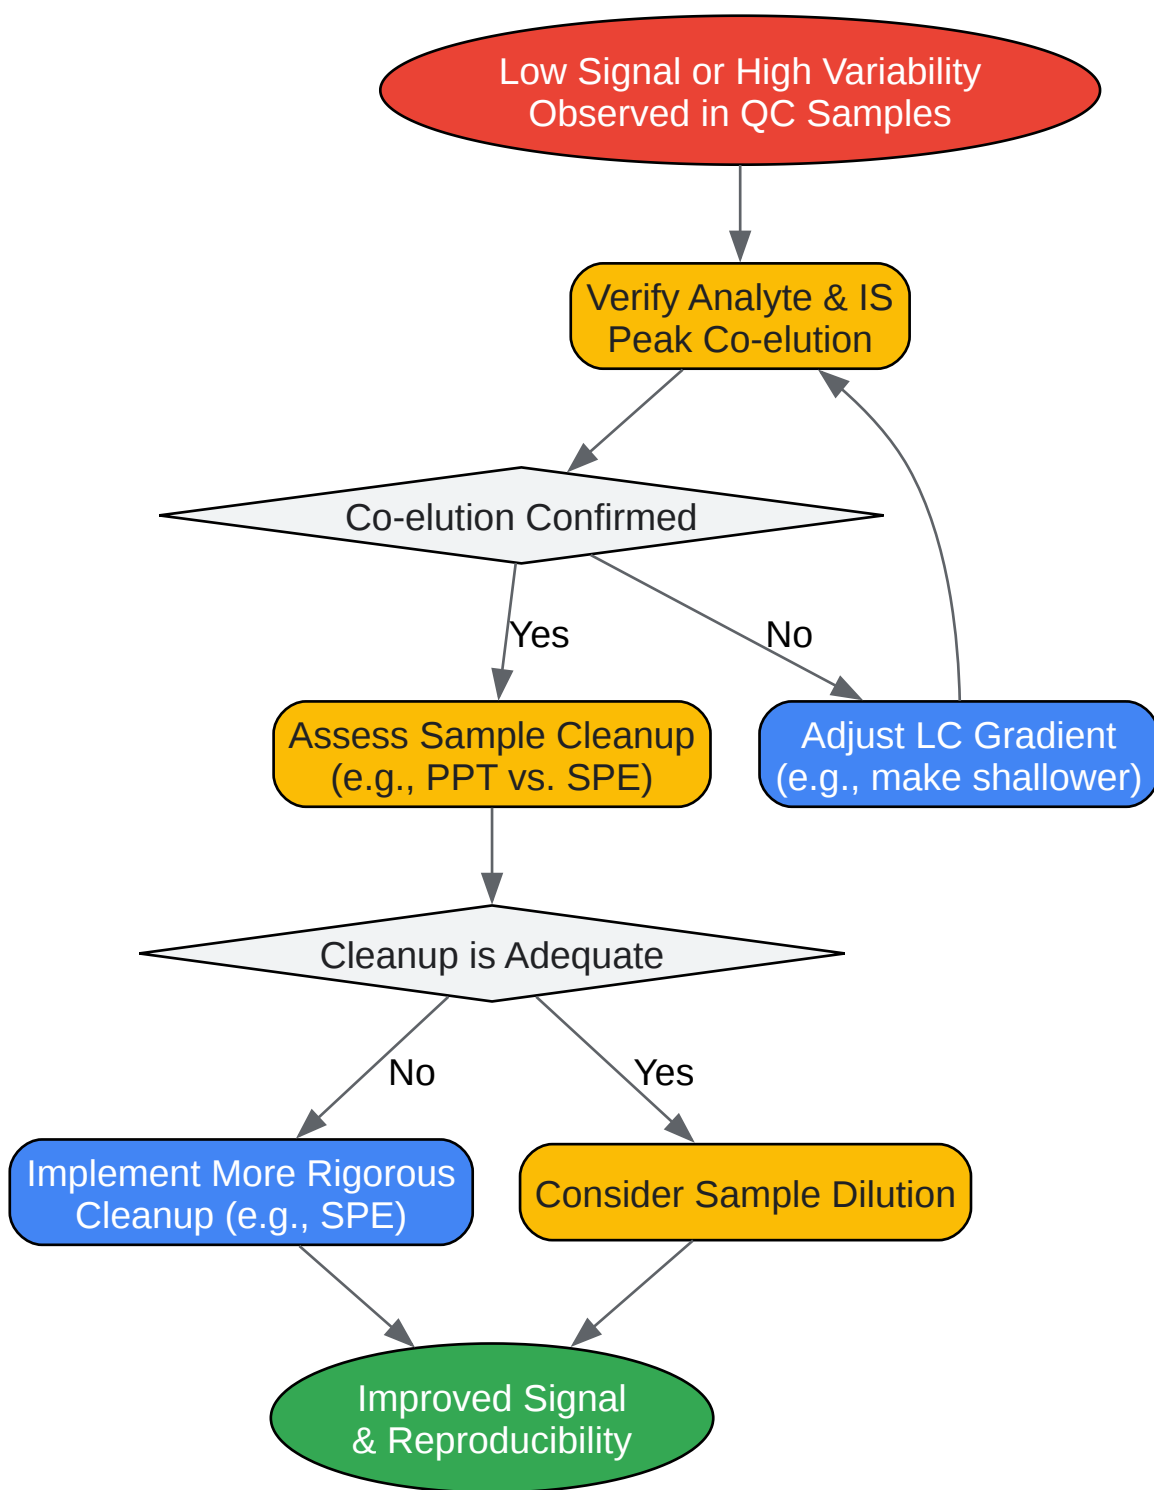 Low Signal or High Variability
Observed in QC Samples
Verify Analyte & IS
Peak Co-elution
Co-elution Confirmed
Yes
No
Assess Sample Cleanup
(e.g., PPT vs. SPE)
Adjust LC Gradient
(e.g., make shallower)
Cleanup is Adequate
No
Yes
Implement More Rigorous
Cleanup (e.g., SPE)
Consider Sample Dilution
Improved Signal
& Reproducibility